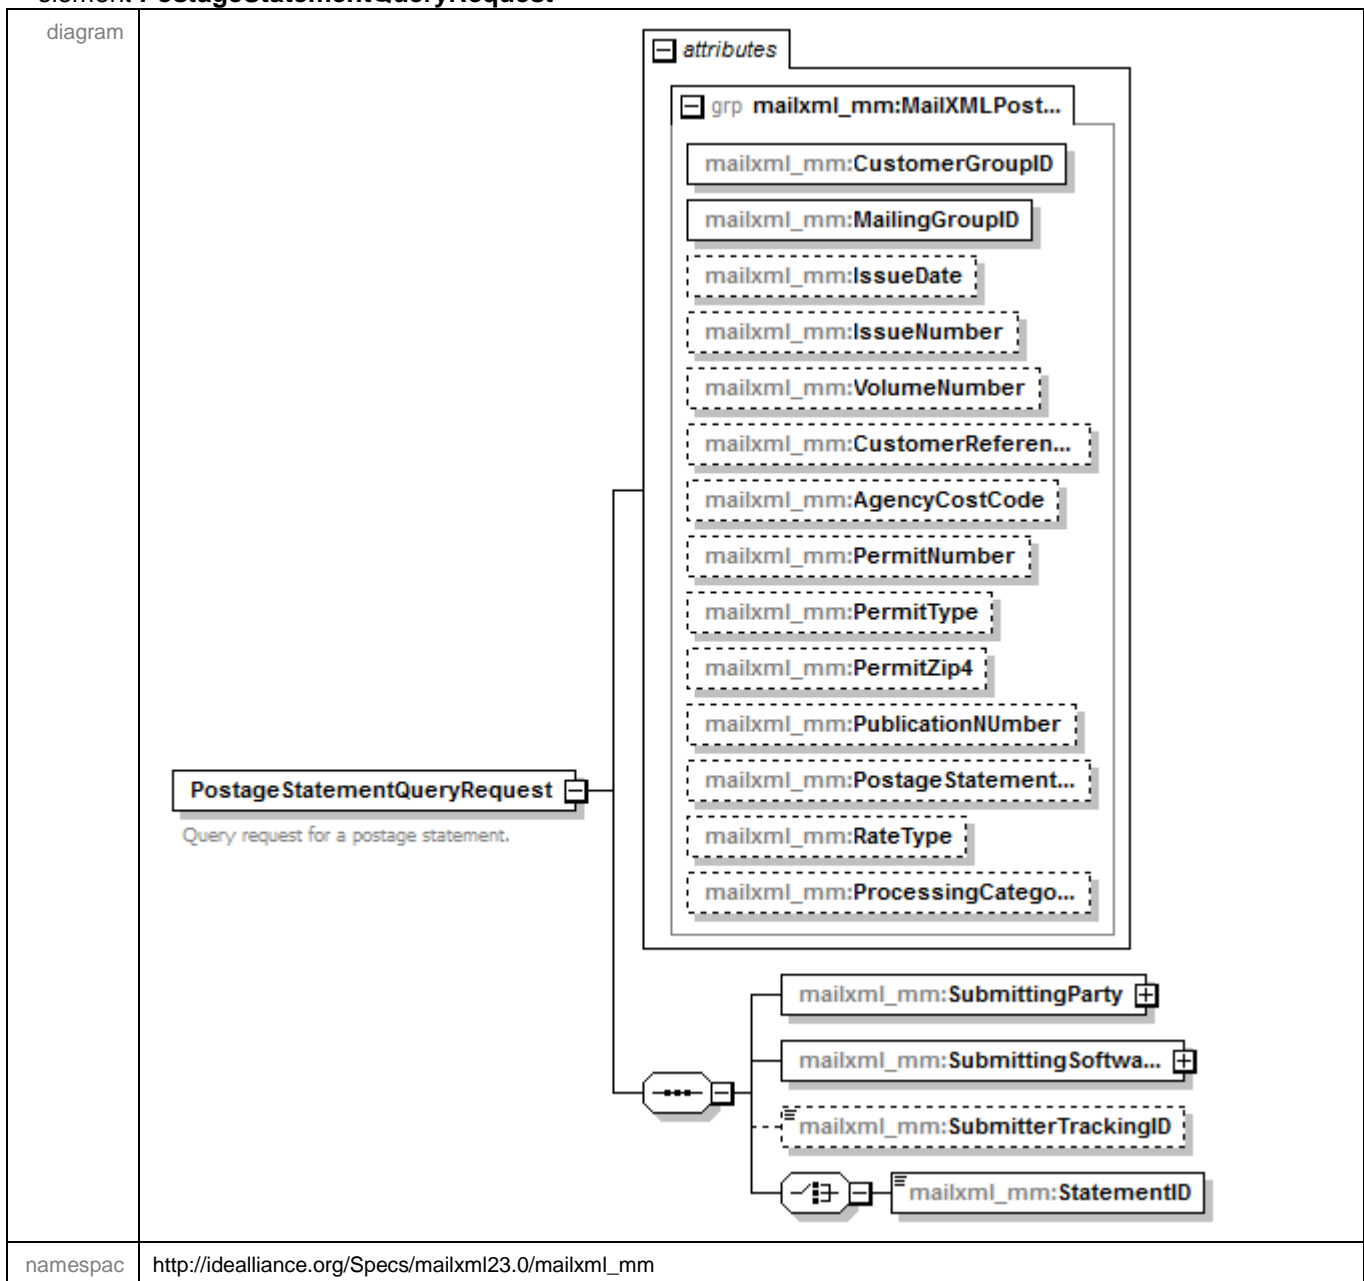 element PostageStatementQueryRequest
diagram
attributes
grp mailxml_mm:MailXMLPost...
mailxml_mm:CustomerGroupID
mailxml_mm:MailingGroupID
mailxml_mm:IssueDate
mailxml_mm:IssueNumber
mailxml_mm:VolumeNumber
mailxml_mm:CustomerReferen...
mailxml_mm:AgencyCostCode
mailxml_mm:PermitNumber
mailxml_mm:PermitType
mailxml_mm:PermitZip4
mailxml_mm:PublicationNUmber
mailxml_mm:PostageStatement...
mailxml_mm:RateType
mailxml_mm:ProcessingCatego...
PostageStatementQueryRequest
Query request for a postage statement.
mailxml_mm:SubmittingParty
mailxml_mm:SubmittingSoftwa...
mailxml_mm:SubmitterTrackingID
mailxml_mm:StatementID
namespac http://idealliance.org/Specs/mailxml23.0/mailxml_mm